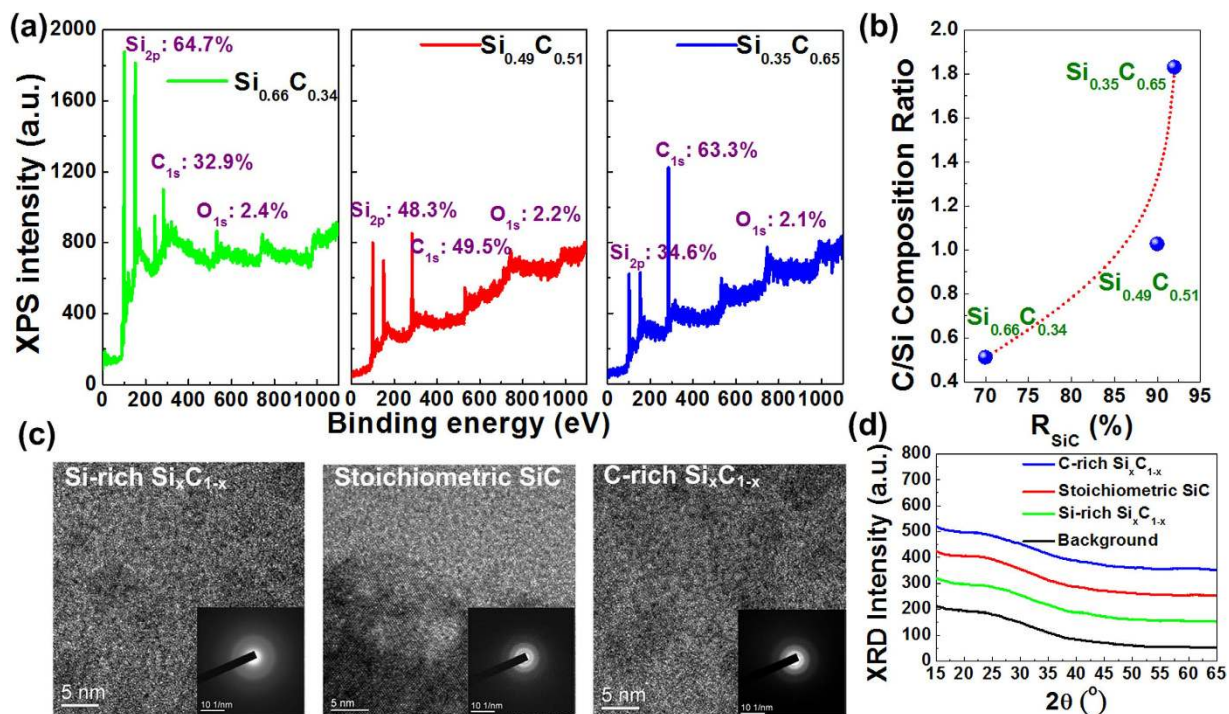 (a)
XPS intensity (a.u.)
2000
1600
1200
800
400
0
Si2p: 64.7%
Si0.66C0.34
C1s: 32.9%
O1s: 2.4%
0 200 400 600 800 1000
Si0.49C0.51
Si2p: 48.3%
O1s: 2.2%
C1s: 49.5%
0 200 400 600 800 1000
Si0.35C0.65
C1s: 63.3%
O1s: 2.1%
Si2p: 34.6%
0 200 400 600 800 1000
Binding energy (eV)
(b)
C/Si Composition Ratio
2.0
1.8
1.6
1.4
1.2
1.0
0.8
0.6
0.4
Si0.35C0.65
Si0.49C0.51
Si0.66C0.34
70 75 80 85 90 95
RSiC (%)
(c)
Si-rich SixC1-x
5 nm
10 1/nm
Stoichiometric SiC
5 nm
10 1/nm
C-rich SixC1-x
5 nm
10 1/nm
(d)
XRD Intensity (a.u.)
800
700
600
500
400
300
200
100
0
C-rich SixC1-x
Stoichiometric SiC
Si-rich SixC1-x
Background
15 20 25 30 35 40 45 50 55 60 65
2θ (°)